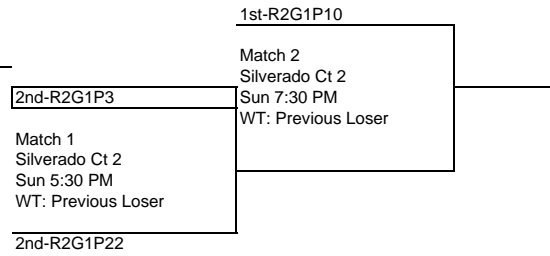 1st-R2G1P10
Match 2
Silverado Ct 2
Sun 7:30 PM
WT: Previous Loser
2nd-R2G1P3
Match 1
Silverado Ct 2
Sun 5:30 PM
WT: Previous Loser
2nd-R2G1P22